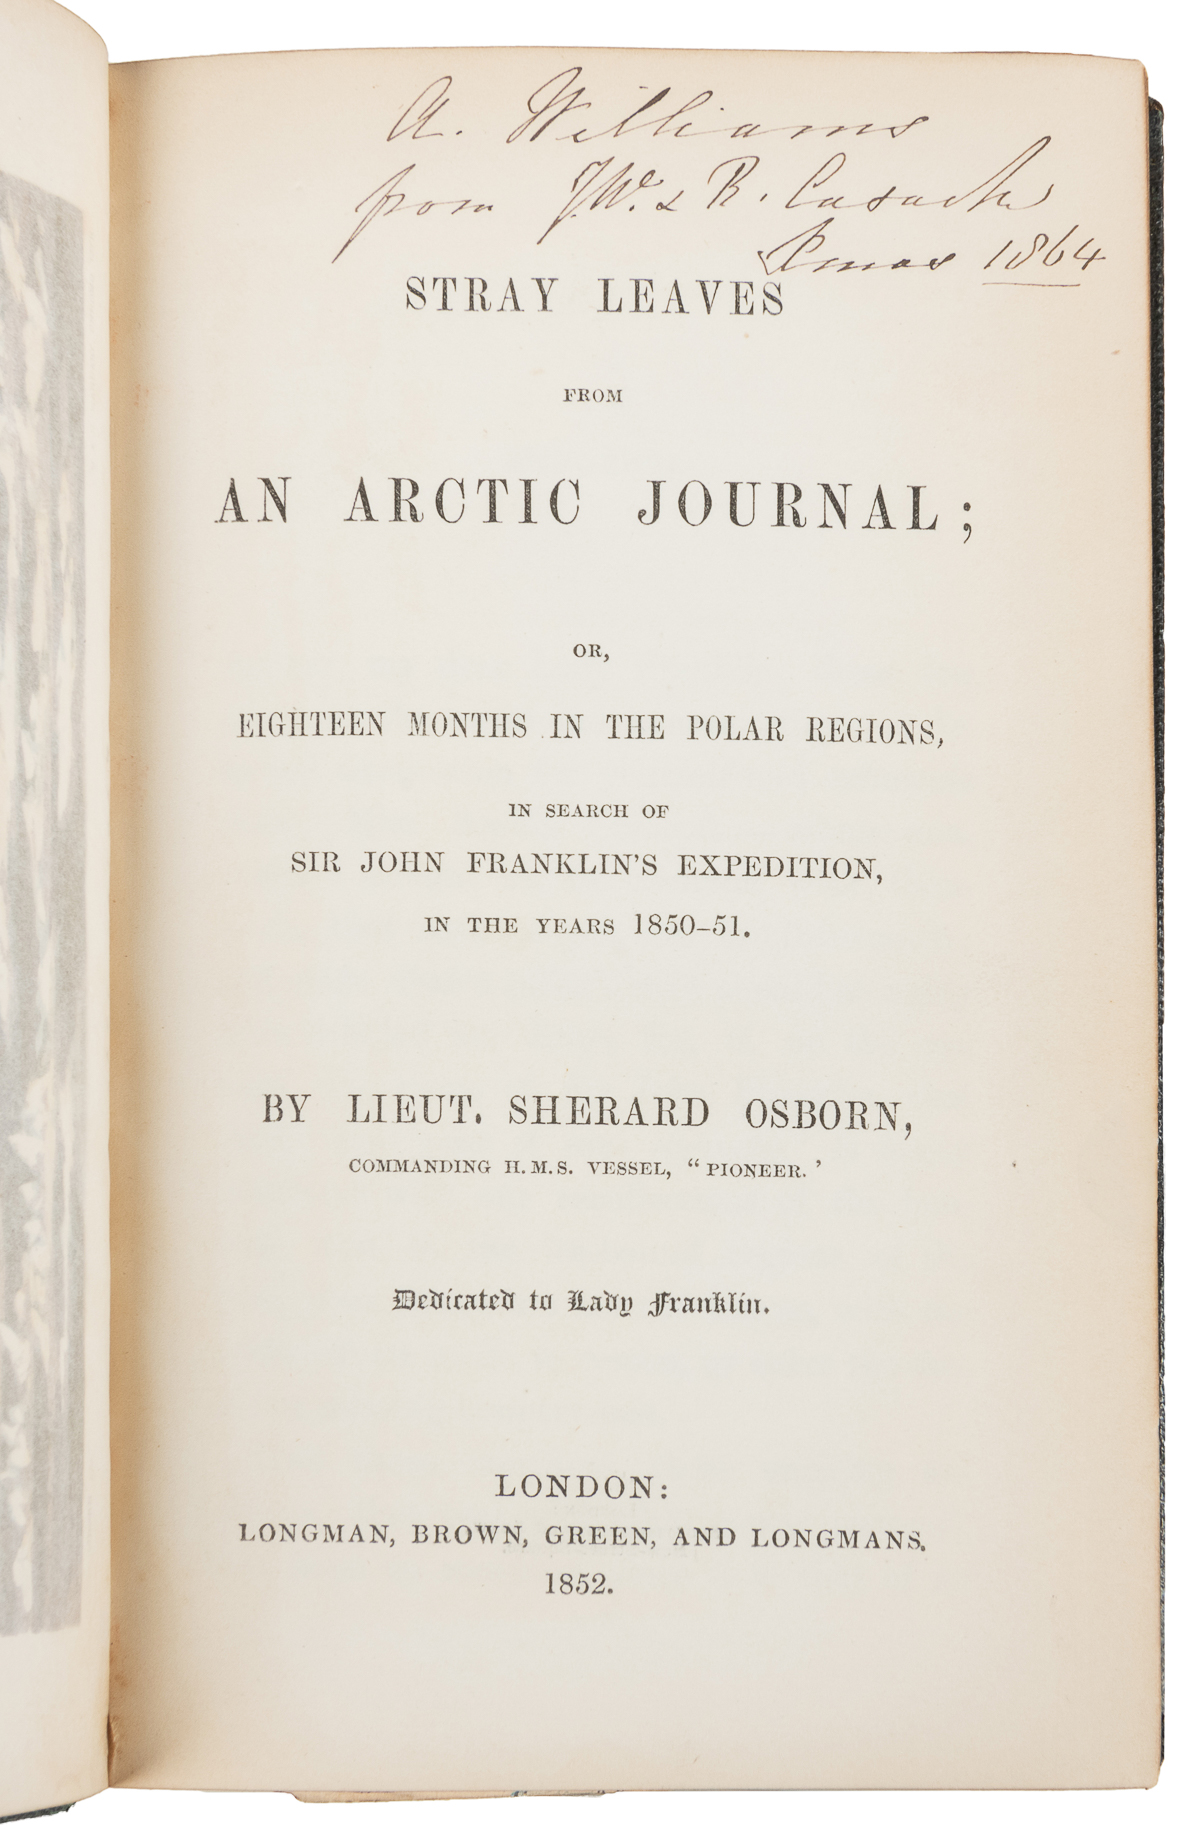 A. Williams
from J.W. & R.
Xmas 1864
STRAY LEAVES
FROM
AN ARCTIC JOURNAL;
OR,
EIGHTEEN MONTHS IN THE POLAR REGIONS,
IN SEARCH OF
SIR JOHN FRANKLIN'S EXPEDITION,
IN THE YEARS 1850–51.
BY LIEUT. SHERARD OSBORN,
COMMANDING H.M.S. VESSEL, “PIONEER.’
Dedicated to Lady Franklin.
LONDON:
LONGMAN, BROWN, GREEN, AND LONGMANS.
1852.